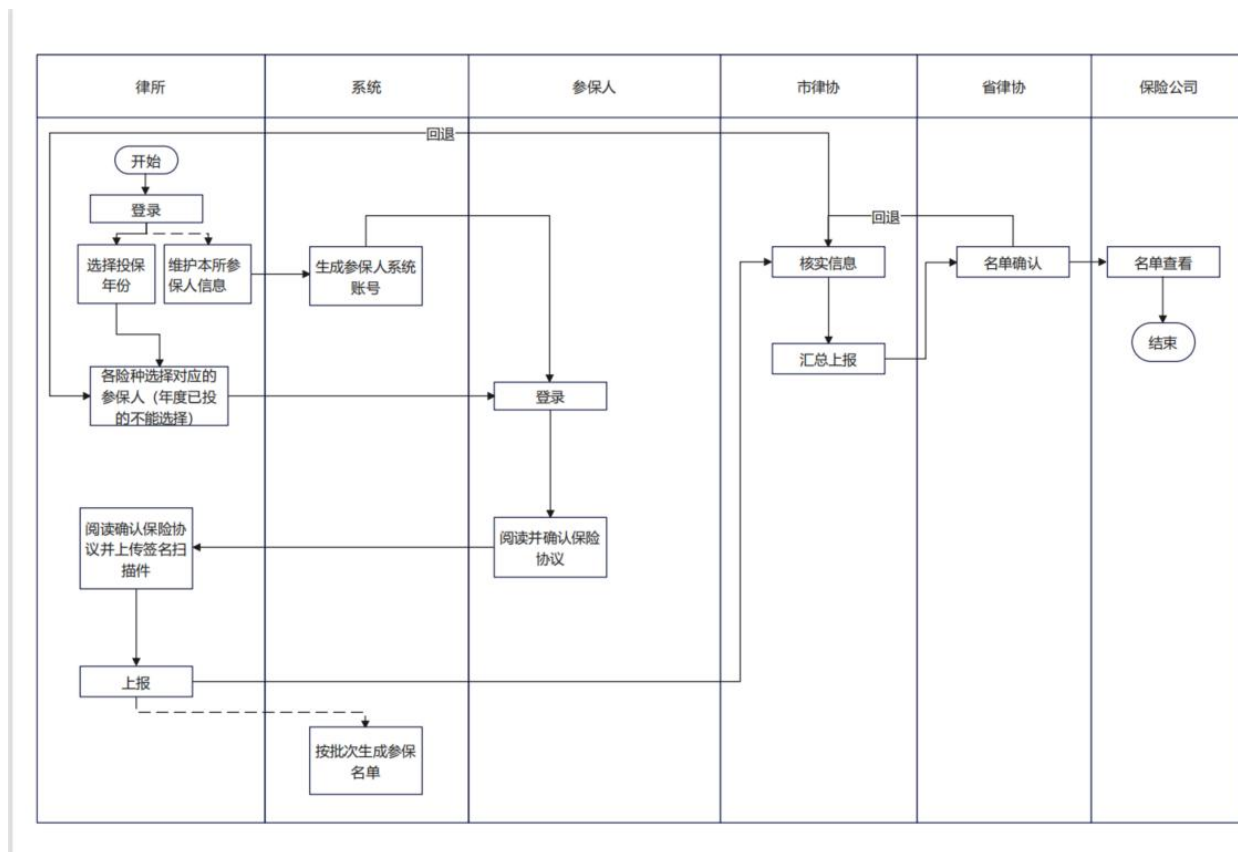 律所
系统
参保人
市律协
省律协
保险公司
回退
开始
登录
回退
选择投保
年份
维护本所参
保人信息
生成参保人系统
账号
核实信息
名单确认
名单查看
结束
汇总上报
各险种选择对应的
参保人（年度已投
的不能选择）
登录
阅读确认保险协
议并上传签名扫
描件
阅读并确认保险
协议
上报
按批次生成参保
名单